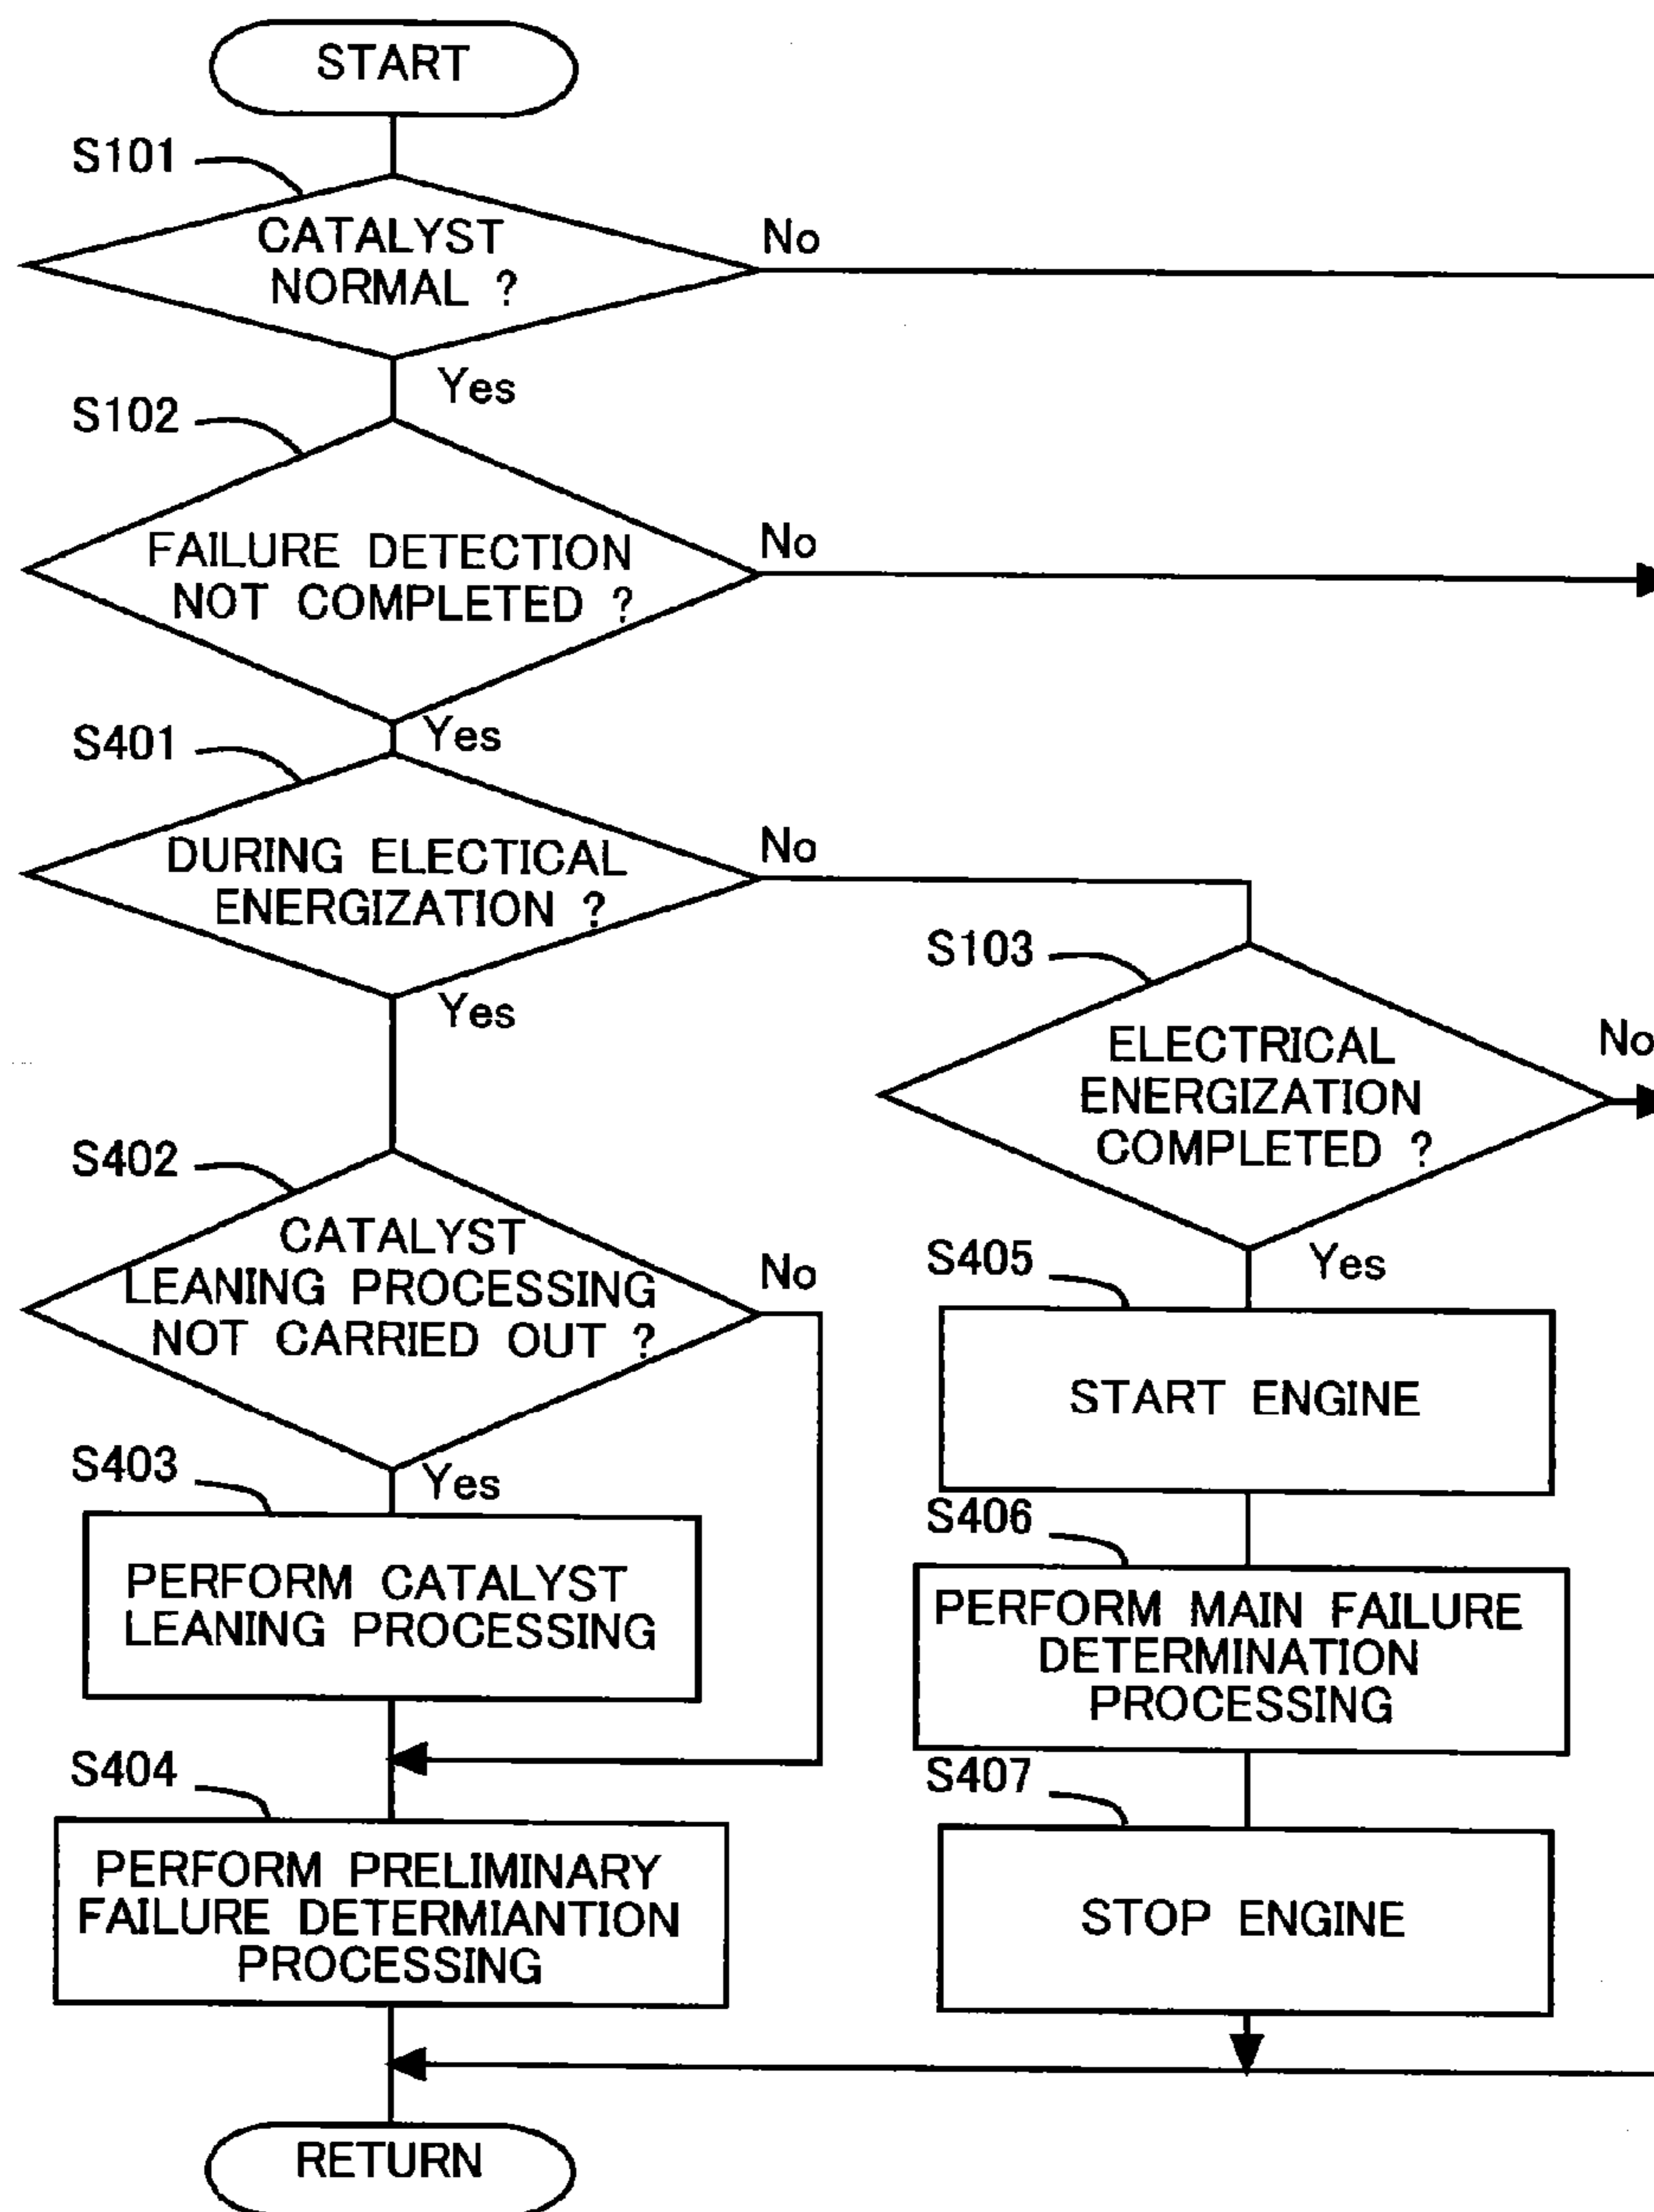 START
S101
CATALYST
NORMAL ?
No
Yes
S102
FAILURE DETECTION
NOT COMPLETED ?
No
Yes
S401
DURING ELECTICAL
ENERGIZATION ?
No
Yes
S103
ELECTRICAL
ENERGIZATION
COMPLETED ?
No
Yes
S402
CATALYST
LEANING PROCESSING
NOT CARRIED OUT ?
No
Yes
S403
PERFORM CATALYST
LEANING PROCESSING
S404
PERFORM PRELIMINARY
FAILURE DETERMIANTION
PROCESSING
S405
START ENGINE
S406
PERFORM MAIN FAILURE
DETERMINATION
PROCESSING
S407
STOP ENGINE
RETURN